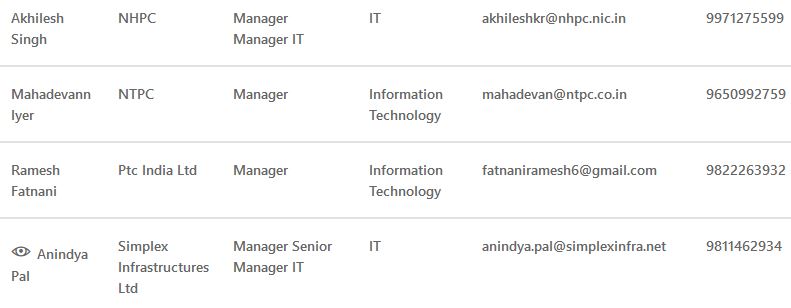 Akhilesh NHPC Manager IT akhileshkr@nhpc.nic.in 9971275599
Singh Manager IT
Mahadevann NTPC Manager Information mahadevan@ntpc.co.in 9650992759
Iyer Technology
Ramesh Ptc India Ltd Manager Information fatnaniramesh6@gmail.com 9822263932
Fatnani Technology
Anindya Simplex Manager Senior IT anindya.pal@simplexinfra.net 9811462934
Pal Infrastructures Manager IT
Ltd